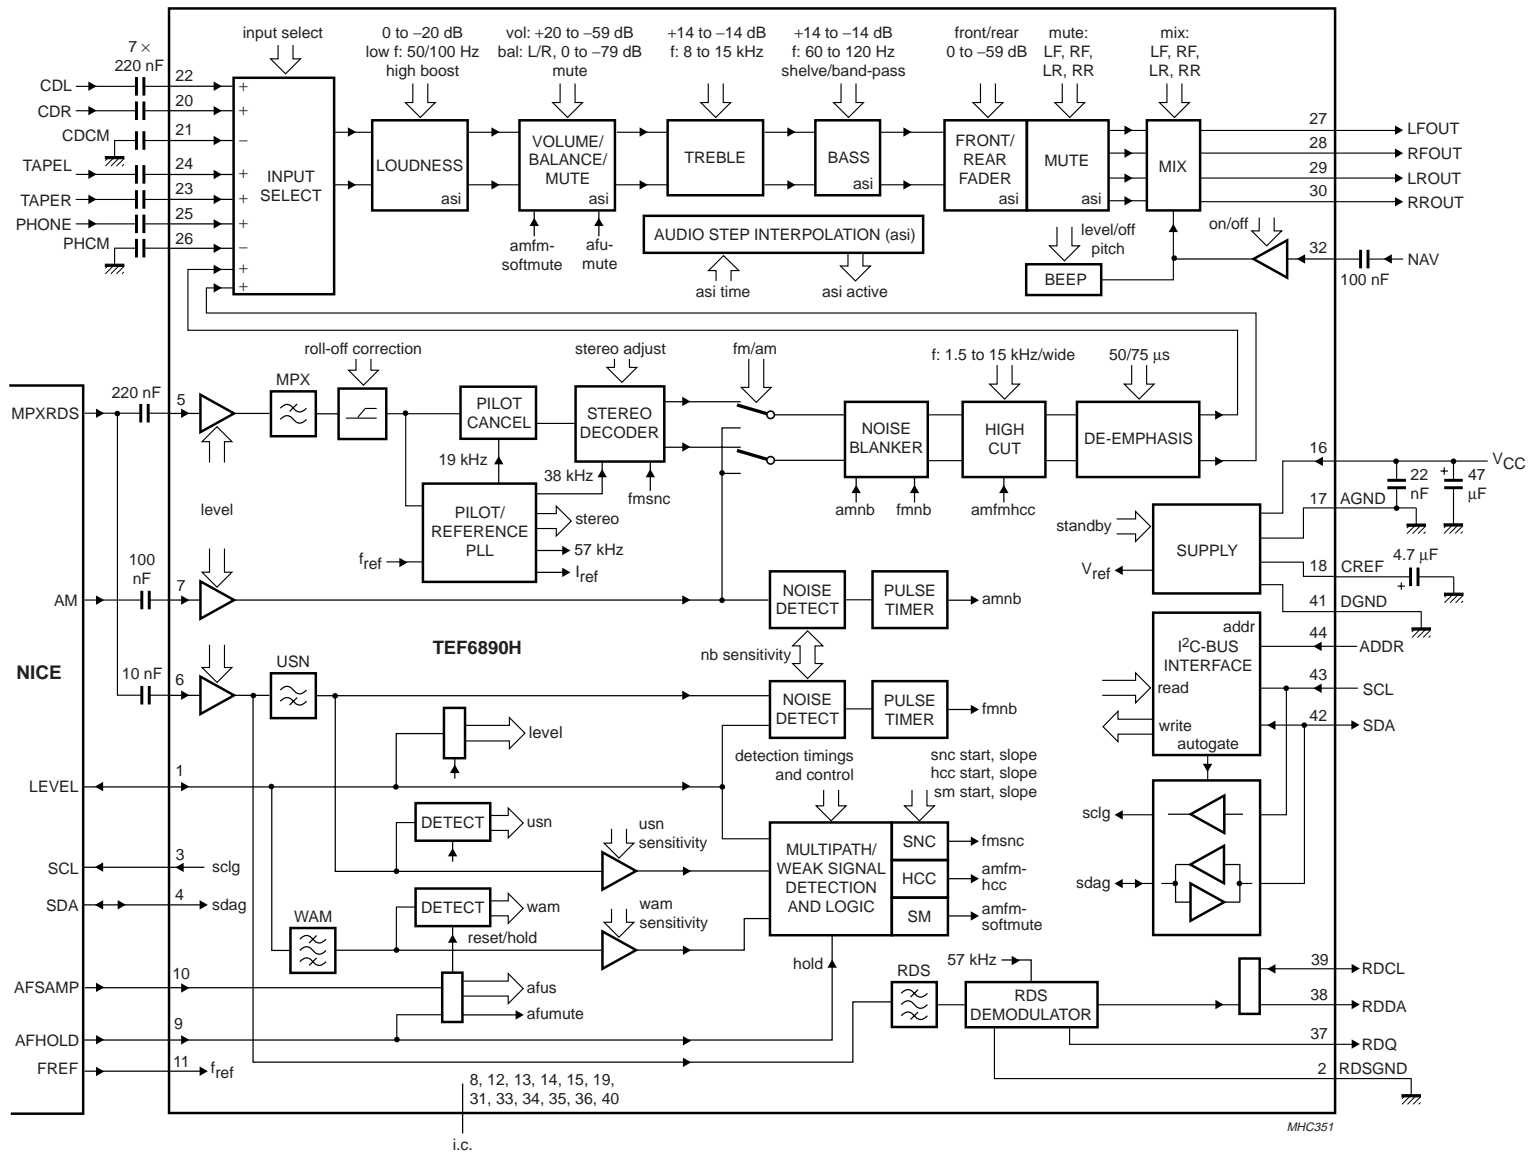 input select
0 to −20 dB
low f: 50/100 Hz
high boost
vol: +20 to −59 dB
bal: L/R, 0 to −79 dB
mute
+14 to −14 dB
f: 8 to 15 kHz
+14 to −14 dB
f: 60 to 120 Hz
shelve/band-pass
front/rear
0 to −59 dB
mute:
LF, RF,
LR, RR
mix:
LF, RF,
LR, RR
7 ×
220 nF
CDL
22
+
CDR
20
+
CDCM
21
−
TAPEL
24
+
TAPER
23
+
PHONE
25
+
PHCM
26
−
+
+
INPUT
SELECT
LOUDNESS
asi
VOLUME/
BALANCE/
MUTE
asi
TREBLE
BASS
asi
FRONT/
REAR
FADER
asi
MUTE
asi
MIX
27
LFOUT
28
RFOUT
29
LROUT
30
RROUT
amfm-
softmute
afu-
mute
AUDIO STEP INTERPOLATION (asi)
asi time
asi active
level/off
pitch
BEEP
on/off
32
NAV
100 nF
roll-off correction
stereo adjust
fm/am
f: 1.5 to 15 kHz/wide
50/75 µs
MPXRDS
220 nF
5
MPX
PILOT
CANCEL
STEREO
DECODER
NOISE
BLANKER
HIGH
CUT
DE-EMPHASIS
19 kHz
38 kHz
fmsnc
amnb
fmnb
amfmhcc
level
PILOT/
REFERENCE
PLL
stereo
57 kHz
Iref
fref
16
VCC
22
nF
+
47
µF
17
AGND
standby
SUPPLY
Vref
18
CREF
4.7 µF
+
41
DGND
AM
100
nF
7
NOISE
DETECT
PULSE
TIMER
amnb
TEF6890H
nb sensitivity
NICE
10 nF
6
USN
NOISE
DETECT
PULSE
TIMER
fmnb
addr
I2C-BUS
INTERFACE
read
write
autogate
44
ADDR
43
SCL
42
SDA
level
detection timings
and control
snc start, slope
hcc start, slope
sm start, slope
LEVEL
1
DETECT
usn
usn
sensitivity
MULTIPATH/
WEAK SIGNAL
DETECTION
AND LOGIC
SNC
fmsnc
HCC
amfm-
hcc
SM
amfm-
softmute
sclg
sdag
SCL
3
sclg
SDA
4
sdag
WAM
DETECT
wam
reset/hold
wam
sensitivity
hold
AFSAMP
10
afus
afumute
AFHOLD
9
FREF
11
fref
RDS
57 kHz
RDS
DEMODULATOR
39
RDCL
38
RDDA
37
RDQ
2
RDSGND
8, 12, 13, 14, 15, 19,
31, 33, 34, 35, 36, 40
i.c.
MHC351